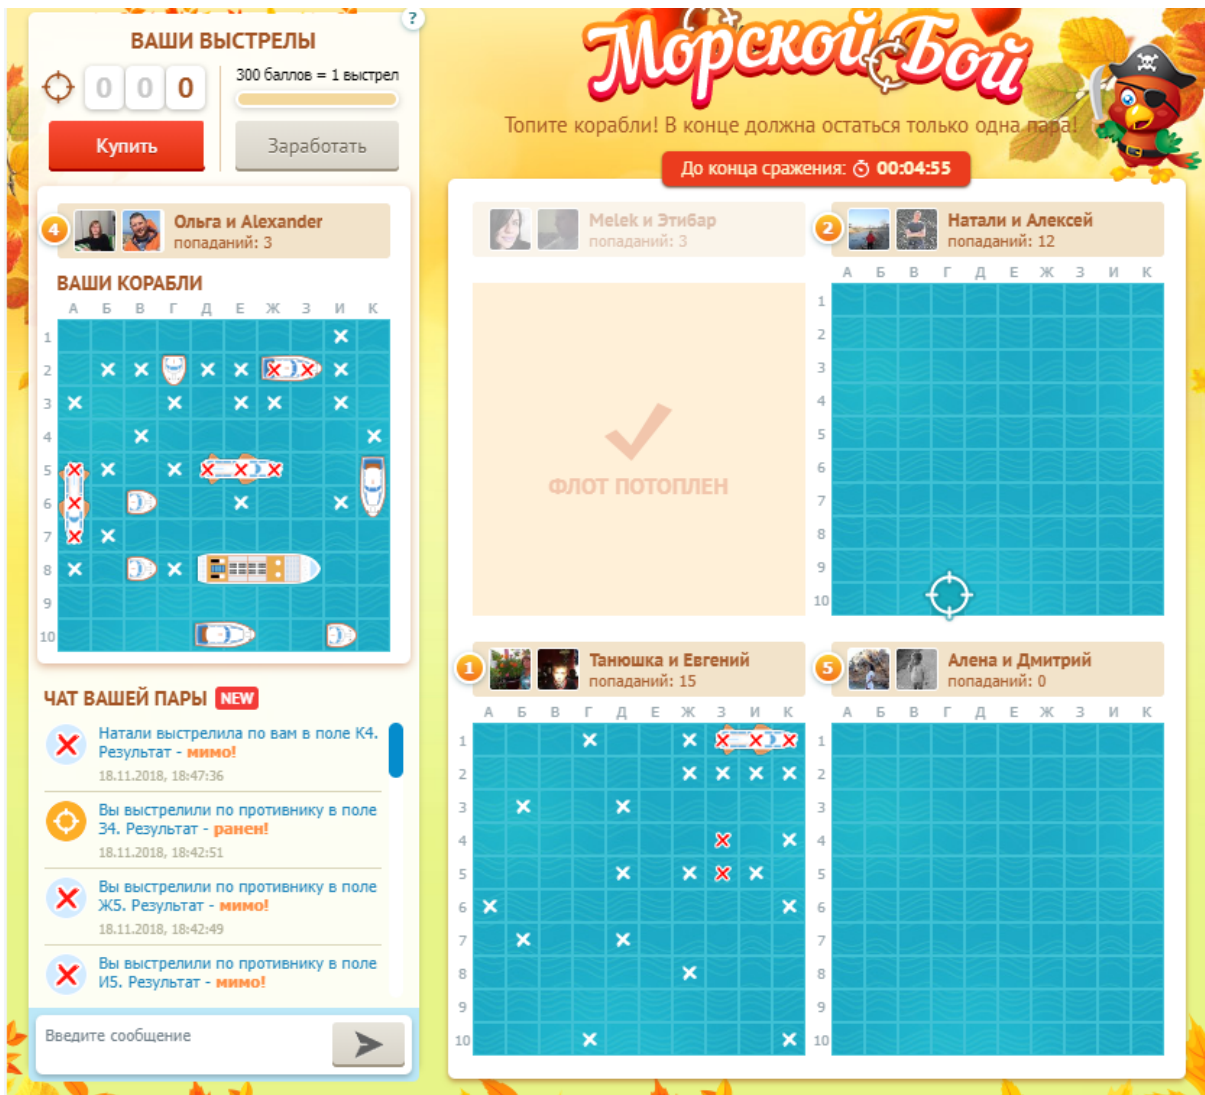 ?
ВАШИ ВЫСТРЕЛЫ
0 0 0
300 баллов = 1 выстрел
Купить
Заработать
4
Ольга и Alexander
попаданий: 3
ВАШИ КОРАБЛИ
А Б В Г Д Е Ж З И К
1
2
3
4
5
6
7
8
9
10
ЧАТ ВАШЕЙ ПАРЫ NEW
Натали выстрелила по вам в поле К4.
Результат - мимо!
18.11.2018, 18:47:36
Вы выстрелили по противнику в поле
З4. Результат - ранен!
18.11.2018, 18:42:51
Вы выстрелили по противнику в поле
Ж5. Результат - мимо!
18.11.2018, 18:42:49
Вы выстрелили по противнику в поле
И5. Результат - мимо!
Введите сообщение
Морской Бой
Топите корабли! В конце должна остаться только одна пара!
До конца сражения: 00:04:55
Melek и Этибар
попаданий: 3
ФЛОТ ПОТОПЛЕН
2
Натали и Алексей
попаданий: 12
А Б В Г Д Е Ж З И К
1
2
3
4
5
6
7
8
9
10
1
Танюшка и Евгений
попаданий: 15
А Б В Г Д Е Ж З И К
1
2
3
4
5
6
7
8
9
10
5
Алена и Дмитрий
попаданий: 0
А Б В Г Д Е Ж З И К
1
2
3
4
5
6
7
8
9
10